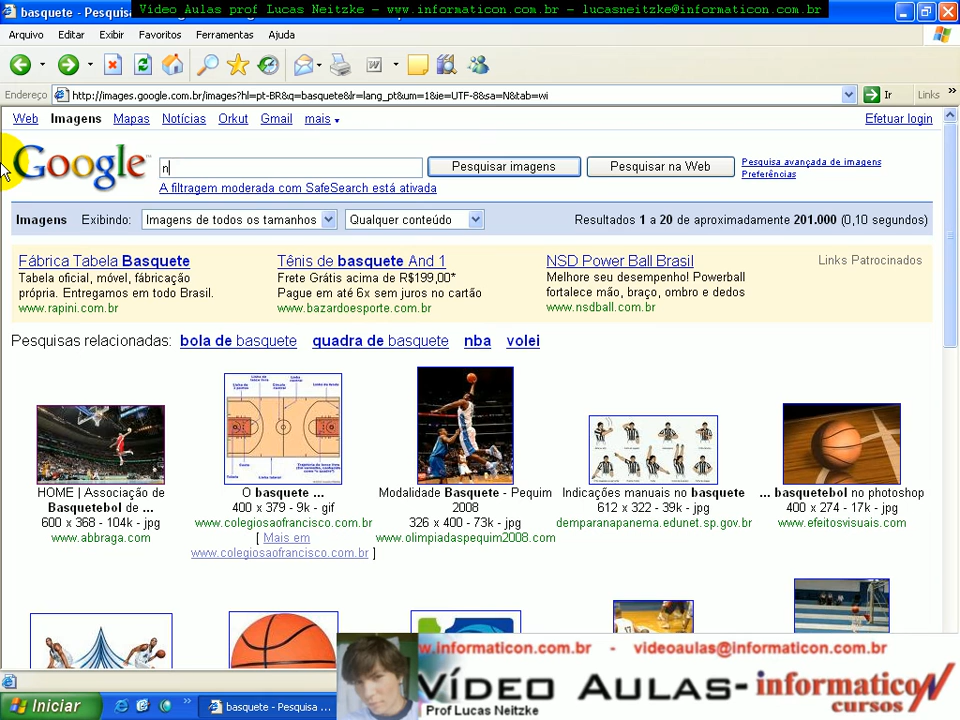 basquete - Pesquisa
Vídeo Aulas prof Lucas Neitzke – www.informaticon.com.br – lucasneitzke@informaticon.com.br
Arquivo Editar Exibir Favoritos Ferramentas Ajuda
Endereço http://images.google.com.br/images?hl=pt-BR&q=basquete&lr=lang_pt&um=1&ie=UTF-8&sa=N&tab=wi Ir Links »
Web Imagens Mapas Notícias Orkut Gmail mais Efetuar login
Google n Pesquisar imagens Pesquisar na Web Pesquisa avançada de imagens
Preferências
A filtragem moderada com SafeSearch está ativada
Imagens Exibindo: Imagens de todos os tamanhos Qualquer conteúdo Resultados 1 a 20 de aproximadamente 201.000 (0,10 segundos)
Fábrica Tabela Basquete
Tabela oficial, móvel, fabricação
própria. Entregamos em todo Brasil.
www.rapini.com.br
Tênis de basquete And 1
Frete Grátis acima de R$199,00*
Pague em até 6x sem juros no cartão
www.bazardoesporte.com.br
NSD Power Ball Brasil
Melhore seu desempenho! Powerball
fortalece mão, braço, ombro e dedos
www.nsdball.com.br
Links Patrocinados
Pesquisas relacionadas: bola de basquete quadra de basquete nba volei
HOME | Associação de
Basquetebol de ...
600 x 368 - 104k - jpg
www.abbraga.com
O basquete ...
400 x 379 - 9k - gif
www.colegiosaofrancisco.com.br
[ Mais em
www.colegiosaofrancisco.com.br ]
Modalidade Basquete - Pequim
2008
326 x 400 - 73k - jpg
www.olimpiadaspequim2008.com
Indicações manuais no basquete
612 x 322 - 39k - jpg
demparanapanema.edunet.sp.gov.br
... basquetebol no photoshop
400 x 274 - 17k - jpg
www.efeitosvisuais.com
w.informaticon.com.br - videoaulas@informaticon.com.br
Vídeo Aulas- informaticon
cursos
Prof Lucas Neitzke
Iniciar » basquete - Pesquisa ...